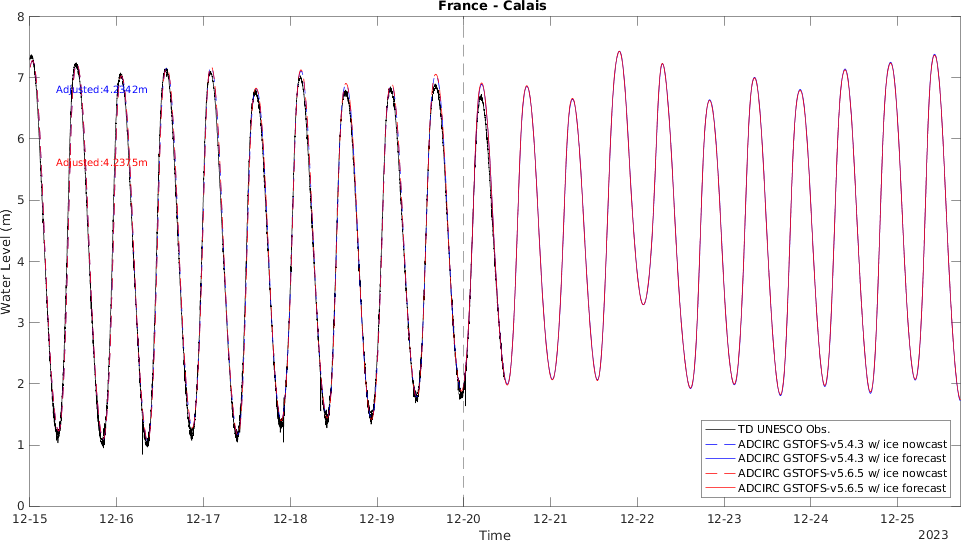 France - Calais
8
7
6
5
4
3
2
1
0
Water Level (m)
Adjusted:4.2342m
Adjusted:4.2375m
TD UNESCO Obs.
ADCIRC GSTOFS-v5.4.3 w/ ice nowcast
ADCIRC GSTOFS-v5.4.3 w/ ice forecast
ADCIRC GSTOFS-v5.6.5 w/ ice nowcast
ADCIRC GSTOFS-v5.6.5 w/ ice forecast
12-15 12-16 12-17 12-18 12-19 12-20 12-21 12-22 12-23 12-24 12-25
Time
2023